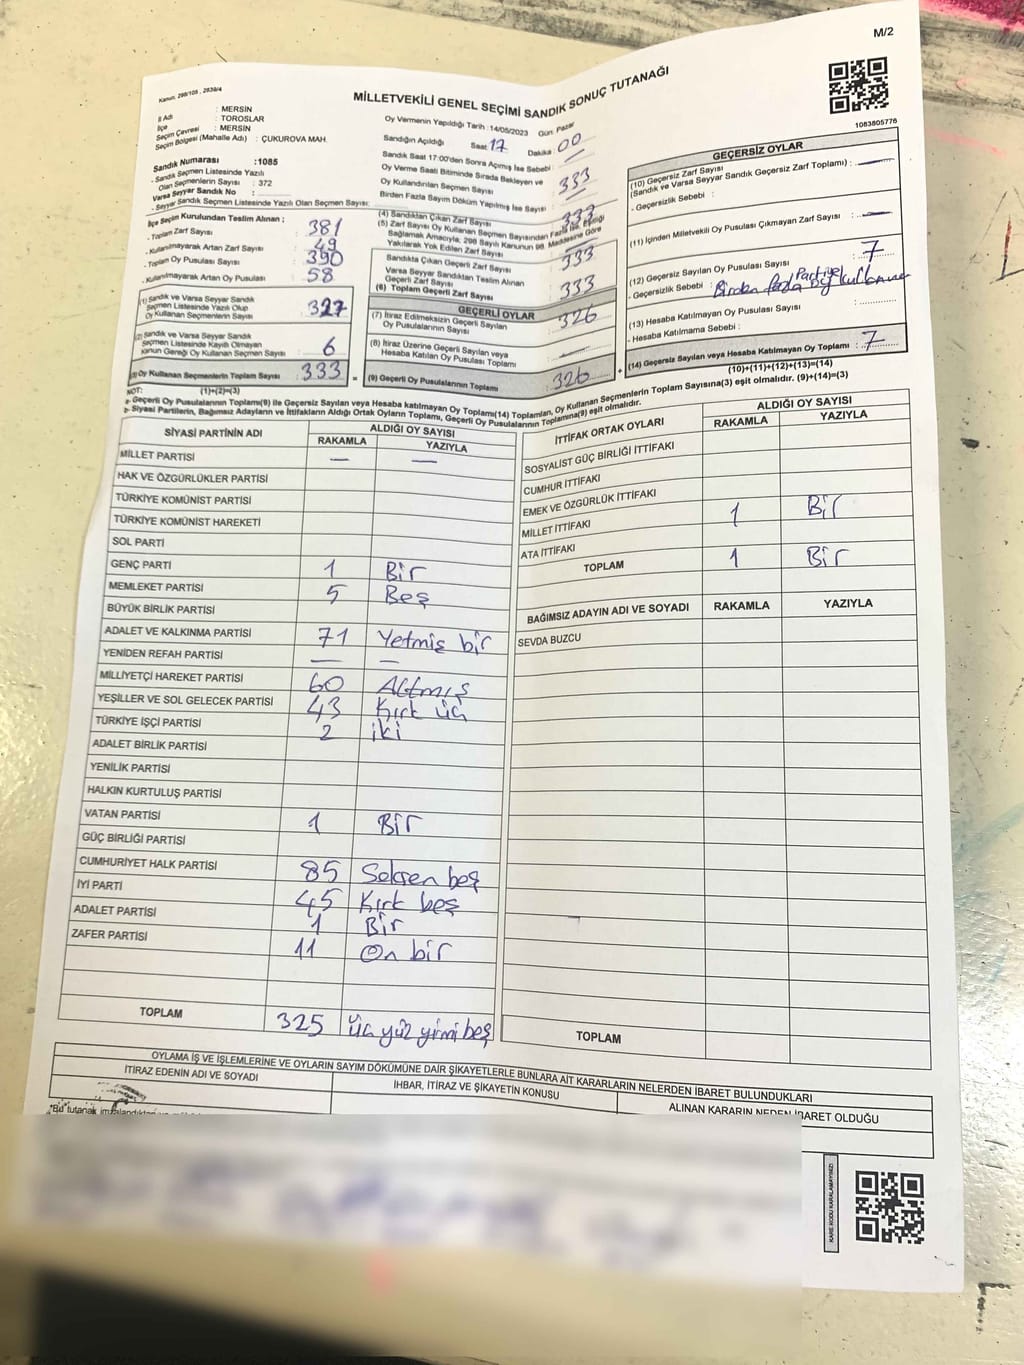 M/2
Kanun: 298/105 , 2839/4
MİLLETVEKİLİ GENEL SEÇİMİ SANDIK SONUÇ TUTANAĞI
1083805776
İl Adı : MERSİN
İlçe : TOROSLAR
Seçim Çevresi : MERSİN
Seçim Bölgesi (Mahalle Adı) : ÇUKUROVA MAH.
Sandık Numarası :1085
- Sandık Seçmen Listesinde Yazılı
Olan Seçmenlerin Sayısı : 372
Varsa Seyyar Sandık No :
- Seyyar Sandık Seçmen Listesinde Yazılı Olan Seçmen Sayısı:
Oy Vermenin Yapıldığı Tarih :14/05/2023 Gün: Pazar
Sandığın Açıldığı Saat 17 Dakika : 00
Sandık Saat 17:00'den Sonra Açımış İse Sebebi :
Oy Verme Saati Bitiminde Sırada Bekleyen ve
Oy Kullandırılan Seçmen Sayısı 333
Birden Fazla Sayım Döküm Yapılmış İse Sayısı :
İlçe Seçim Kurulundan Teslim Alınan ;
- Toplam Zarf Sayısı : 381
- Kullanılmayarak Artan Zarf Sayısı : 49
- Toplam Oy Pusulası Sayısı : 390
- Kullanılmayarak Artan Oy Pusulası : 58
(1) Sandık ve Varsa Seyyar Sandık
Seçmen Listesinde Yazılı Olup
Oy Kullanan Seçmenlerin Sayısı : 327
(2) Sandık ve Varsa Seyyar Sandık
Seçmen Listesinde Kayıtlı Olmayan
Kanun Gereği Oy Kullanan Seçmen Sayısı : 6
(3) Oy Kullanan Seçmenlerin Toplam Sayısı : 333
(1)+(2)=(3)
(4) Sandıktan Çıkan Zarf Sayısı 333
(5) Zarf Sayısı Oy Kullanan Seçmen Sayısından Fazla İse, Eşitliği
Sağlamak Amacıyla, 298 Sayılı Kanunun 98. Maddesine Göre
Yakılarak Yok Edilen Zarf Sayısı :
Sandıkta Çıkan Geçerli Zarf Sayısı 333
Varsa Seyyar Sandıktan Teslim Alınan
Geçerli Zarf Sayısı
(6) Toplam Geçerli Zarf Sayısı 333
GEÇERLİ OYLAR
(7) İtiraz Edilmeksizin Geçerli Sayılan
Oy Pusulalarının Sayısı : 326
(8) İtiraz Üzerine Geçerli Sayılan veya
Hesaba Katılan Oy Pusulası Toplamı :
(9) Geçerli Oy Pusulalarının Toplamı : 326
GEÇERSİZ OYLAR
(10) Geçersiz Zarf Sayısı
(Sandık ve Varsa Seyyar Sandık Geçersiz Zarf Toplamı) :
- Geçersizlik Sebebi :
(11) İçinden Milletvekili Oy Pusulası Çıkmayan Zarf Sayısı :
(12) Geçersiz Sayılan Oy Pusulası Sayısı : 7
- Geçersizlik Sebebi : Birden fazla Partiye oy kullanma
(13) Hesaba Katılmayan Oy Pusulası Sayısı :
- Hesaba Katılmama Sebebi :
(14) Geçersiz Sayılan veya Hesaba Katılmayan Oy Toplamı : 7
(10)+(11)+(12)+(13)=(14)
NOT:
- Geçerli Oy Pusulalarının Toplamı(9) ile Geçersiz Sayılan veya Hesaba katılmayan Oy Toplamı(14) Toplamları, Oy Kullanan Seçmenlerin Toplam Sayısına(3) eşit olmalıdır. (9)+(14)=(3)
- Siyasi Partilerin, Bağımsız Adayların ve İttifakların Aldığı Ortak Oyların Toplamı, Geçerli Oy Pusulalarının Toplamına(9) eşit olmalıdır.
SİYASİ PARTİNİN ADI ALDIĞI OY SAYISI
RAKAMLA YAZIYLA
MİLLET PARTİSI — —
HAK VE ÖZGÜRLÜKLER PARTİSİ
TÜRKİYE KOMÜNİST PARTİSİ
TÜRKİYE KOMÜNİST HAREKETİ
SOL PARTİ
GENÇ PARTİ 1 Bir
MEMLEKET PARTİSİ 5 Beş
BÜYÜK BİRLİK PARTİSİ
ADALET VE KALKINMA PARTİSİ 71 Yetmiş bir
YENİDEN REFAH PARTİSİ — —
MİLLİYETÇİ HAREKET PARTİSİ 60 Altmış
YEŞİLLER VE SOL GELECEK PARTİSİ 43 Kırk üç
TÜRKİYE İŞÇİ PARTİSİ 2 iki
ADALET BİRLİK PARTİSİ
YENİLİK PARTİSİ
HALKIN KURTULUŞ PARTİSİ
VATAN PARTİSİ 1 Bir
GÜÇ BİRLİĞİ PARTİSİ
CUMHURİYET HALK PARTİSİ 85 Seksen beş
İYİ PARTİ 45 Kırk beş
ADALET PARTİSİ 1 Bir
ZAFER PARTİSİ 11 On bir
TOPLAM 325 üç yüz yirmi beş
İTTİFAK ORTAK OYLARI ALDIĞI OY SAYISI
RAKAMLA YAZIYLA
SOSYALİST GÜÇ BİRLİĞİ İTTİFAKI
CUMHUR İTTİFAKI
EMEK VE ÖZGÜRLÜK İTTİFAKI
MİLLET İTTİFAKI 1 Bir
ATA İTTİFAKI
TOPLAM 1 Bir
BAĞIMSIZ ADAYIN ADI VE SOYADI RAKAMLA YAZIYLA
SEVDA BUZCU
TOPLAM
OYLAMA İŞ VE İŞLEMLERİNE VE OYLARIN SAYIM DÖKÜMÜNE DAİR ŞİKAYETLERLE BUNLARA AİT KARARLARIN NELERDEN İBARET BULUNDUKLARI
İTİRAZ EDENİN ADI VE SOYADI İHBAR, İTİRAZ VE ŞİKAYETİN KONUSU ALINAN KARARIN NEDEN İBARET OLDUĞU
"Bu tutanak
KARE KODU KARALAMAYINIZ!